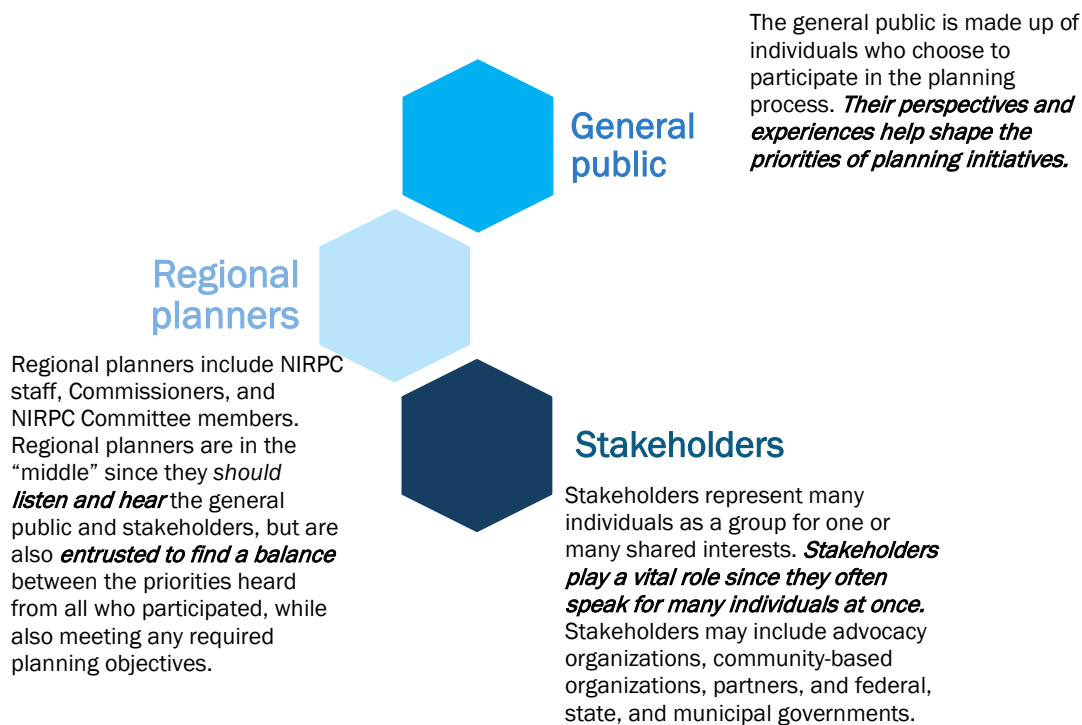 The general public is made up of
individuals who choose to
participate in the planning
process. Their perspectives and
experiences help shape the
priorities of planning initiatives.
General
public
Regional
planners
Regional planners include NIRPC
staff, Commissioners, and
NIRPC Committee members.
Regional planners are in the
“middle” since they should
listen and hear the general
public and stakeholders, but are
also entrusted to find a balance
between the priorities heard
from all who participated, while
also meeting any required
planning objectives.
Stakeholders
Stakeholders represent many
individuals as a group for one or
many shared interests. Stakeholders
play a vital role since they often
speak for many individuals at once.
Stakeholders may include advocacy
organizations, community-based
organizations, partners, and federal,
state, and municipal governments.